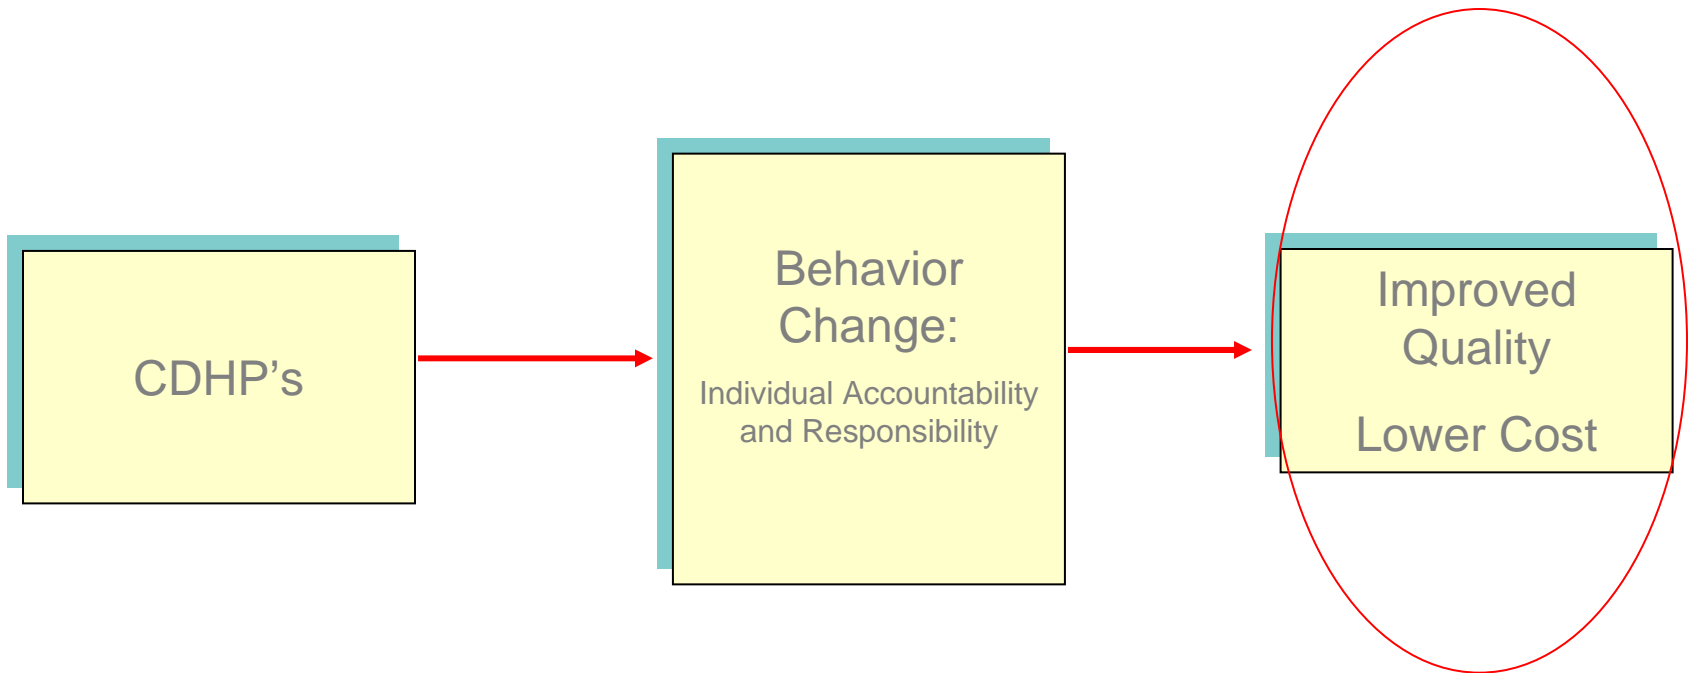 CDHP’s
Behavior
Change:
Individual Accountability
and Responsibility
Improved
Quality
Lower Cost